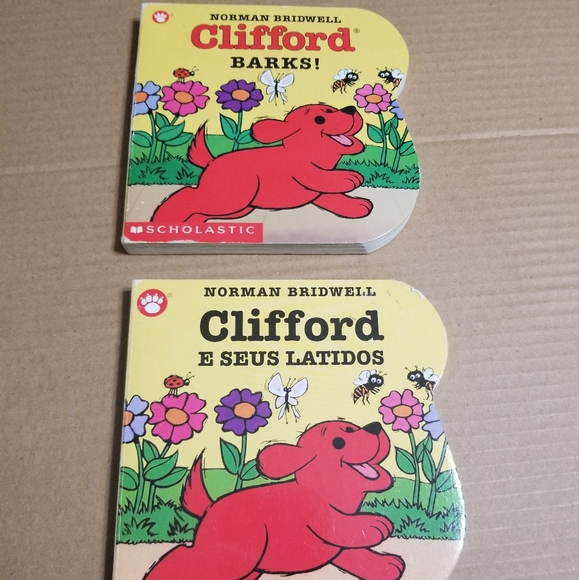 NORMAN BRIDWELL
Clifford®
BARKS!
SCHOLASTIC
NORMAN BRIDWELL
Clifford
E SEUS LATIDOS